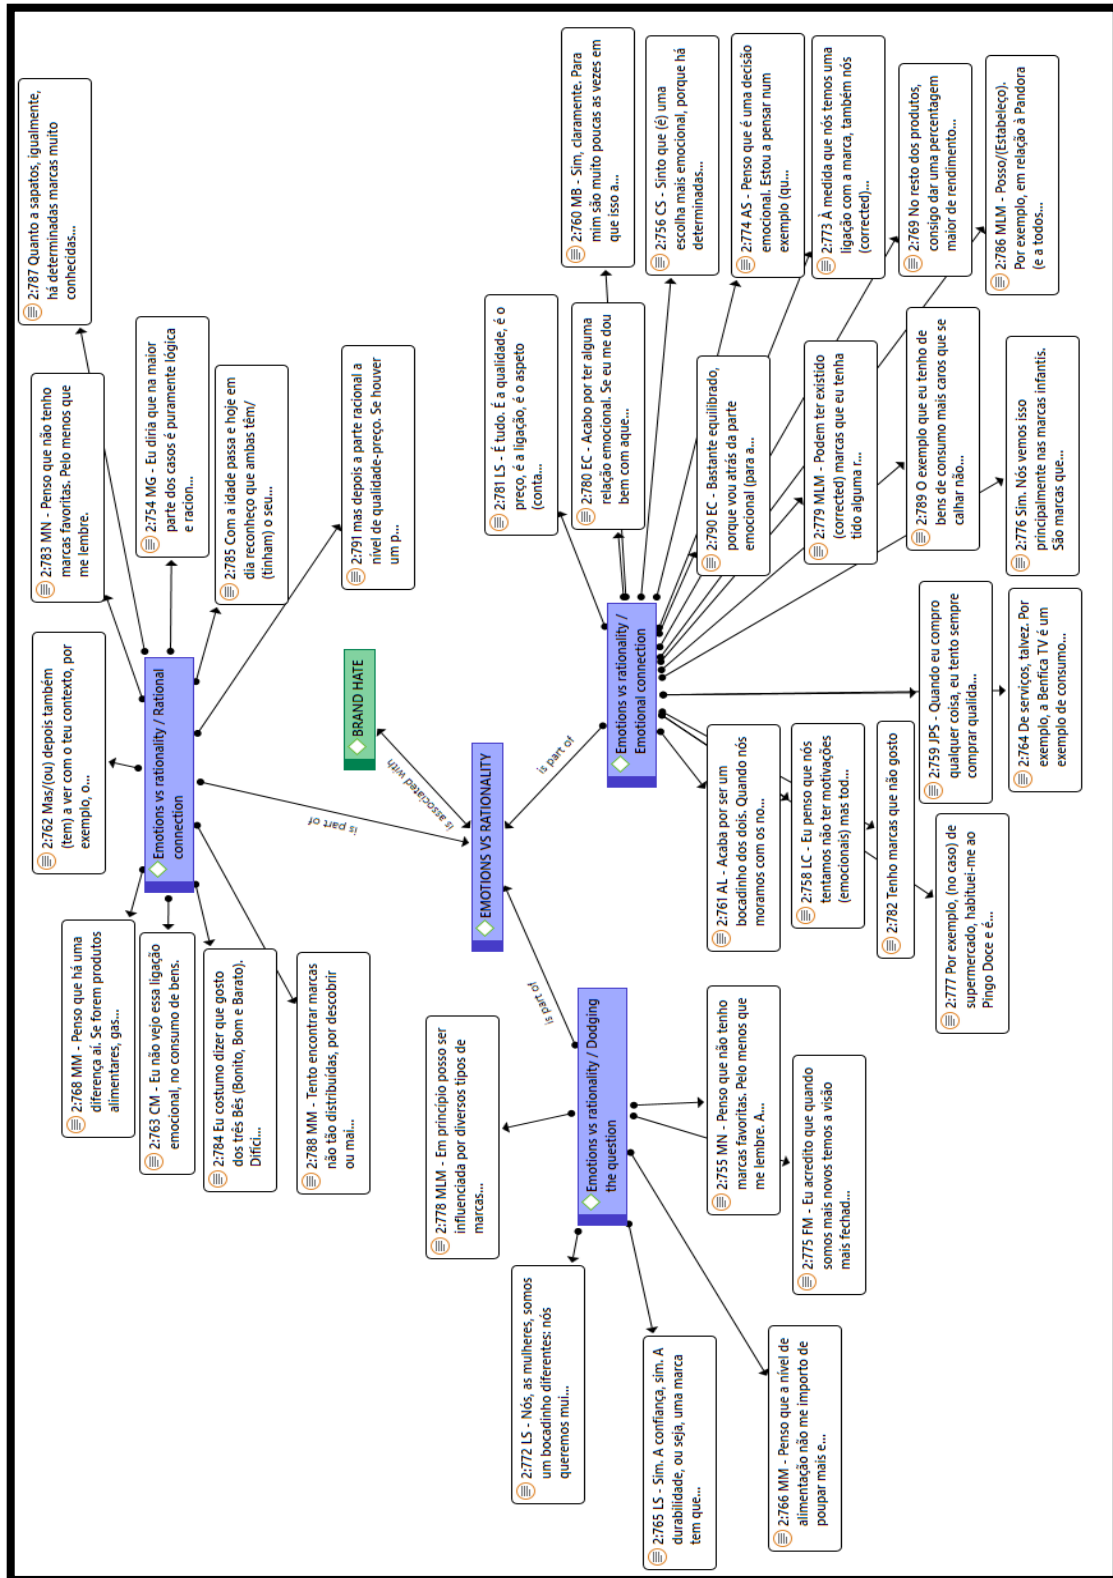 2:787 Quanto a sapatos, igualmente,
há determinadas marcas muito
conhecidas...
2:783 MN - Penso que não tenho
marcas favoritas. Pelo menos que
me lembre.
2:754 MG - Eu diria que na maior
parte dos casos é puramente lógica
e racion...
2:785 Com a idade passa e hoje em
dia reconheço que ambas têm/
(tinham) o seu...
2:791 mas depois a parte racional a
nível de qualidade-preço. Se houver
um p...
2:762 Mas/(ou) depois também
(tem) a ver com o teu contexto, por
exemplo, o...
Emotions vs rationality / Rational
connection
2:768 MM - Penso que há uma
diferença aí. Se forem produtos
alimentares, gas...
2:763 CM - Eu não vejo essa ligação
emocional, no consumo de bens.
2:784 Eu costumo dizer que gosto
dos três Bês (Bonito, Bom e Barato).
Difíci...
2:788 MM - Tento encontrar marcas
não tão distribuídas, por descobrir
ou mai...
is part of
is associated with
BRAND HATE
EMOTIONS VS RATIONALITY
is part of
is part of
2:778 MLM - Em princípio posso ser
influenciada por diversos tipos de
marcas...
2:772 LS - Nós, as mulheres, somos
um bocadinho diferentes: nós
queremos mui...
Emotions vs rationality / Dodging
the question
2:765 LS - Sim. A confiança, sim. A
durabilidade, ou seja, uma marca
tem que...
2:766 MM - Penso que a nível de
alimentação não me importo de
poupar mais e...
2:755 MN - Penso que não tenho
marcas favoritas. Pelo menos que
me lembre. A...
2:775 FM - Eu acredito que quando
somos mais novos temos a visão
mais fechad...
Emotions vs rationality /
Emotional connection
2:781 LS - É tudo. É a qualidade, é o
preço, é a ligação, é o aspeto
(conta...
2:760 MB - Sim, claramente. Para
mim são muito poucas as vezes em
que isso a...
2:780 EC - Acabo por ter alguma
relação emocional. Se eu me dou
bem com aque...
2:756 CS - Sinto que (é) uma
escolha mais emocional, porque há
determinadas...
2:774 AS - Penso que é uma decisão
emocional. Estou a pensar num
exemplo (qu...
2:790 EC - Bastante equilibrado,
porque vou atrás da parte
emocional (para a...
2:773 À medida que nós temos uma
ligação com a marca, também nós
(corrected)...
2:779 MLM - Podem ter existido
(corrected) marcas que eu tenha
tido alguma r...
2:769 No resto dos produtos,
consigo dar uma percentagem
maior de rendimento...
2:789 O exemplo que eu tenho de
bens de consumo mais caros que se
calhar não...
2:786 MLM - Posso/(Estabeleço).
Por exemplo, em relação à Pandora
(e a todos...
2:776 Sim. Nós vemos isso
principalmente nas marcas infantis.
São marcas que...
2:761 AL - Acaba por ser um
bocadinho dos dois. Quando nós
moramos com os no...
2:758 LC - Eu penso que nós
tentamos não ter motivações
(emocionais) mas tod...
2:782 Tenho marcas que não gosto
2:759 JPS - Quando eu compro
qualquer coisa, eu tento sempre
comprar qualida...
2:777 Por exemplo, (no caso) de
supermercado, habituei-me ao
Pingo Doce e é...
2:764 De serviços, talvez. Por
exemplo, a Benfica TV é um
exemplo de consumo...